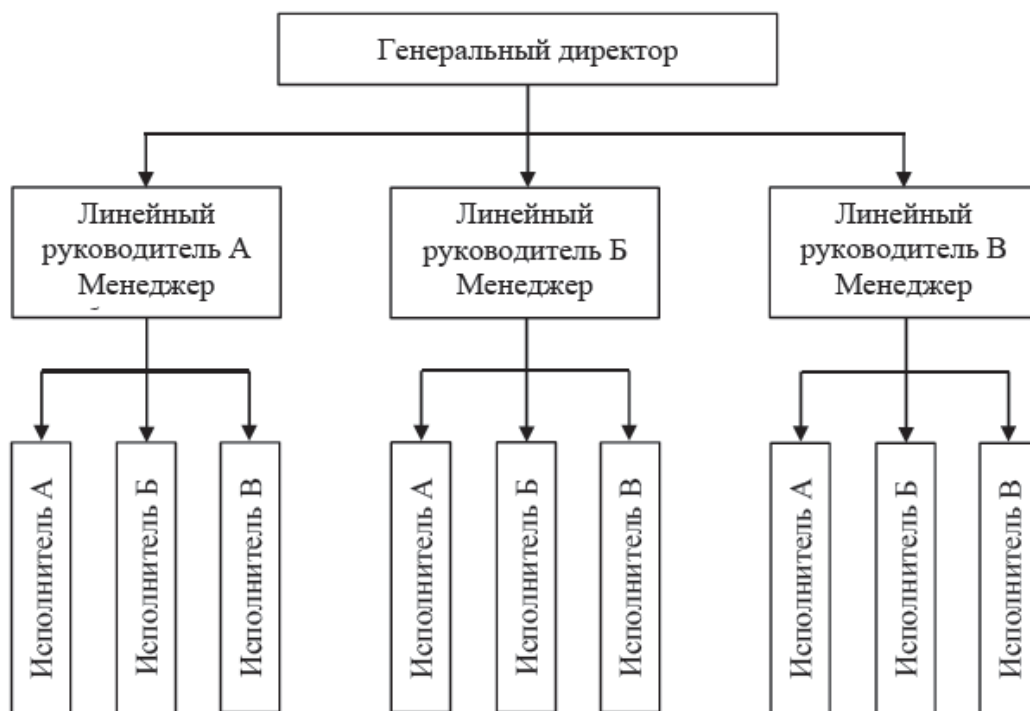 Генеральный директор
Линейный
руководитель А
Менеджер
Линейный
руководитель Б
Менеджер
Линейный
руководитель В
Менеджер
Исполнитель А
Исполнитель Б
Исполнитель В
Исполнитель А
Исполнитель Б
Исполнитель В
Исполнитель А
Исполнитель Б
Исполнитель В